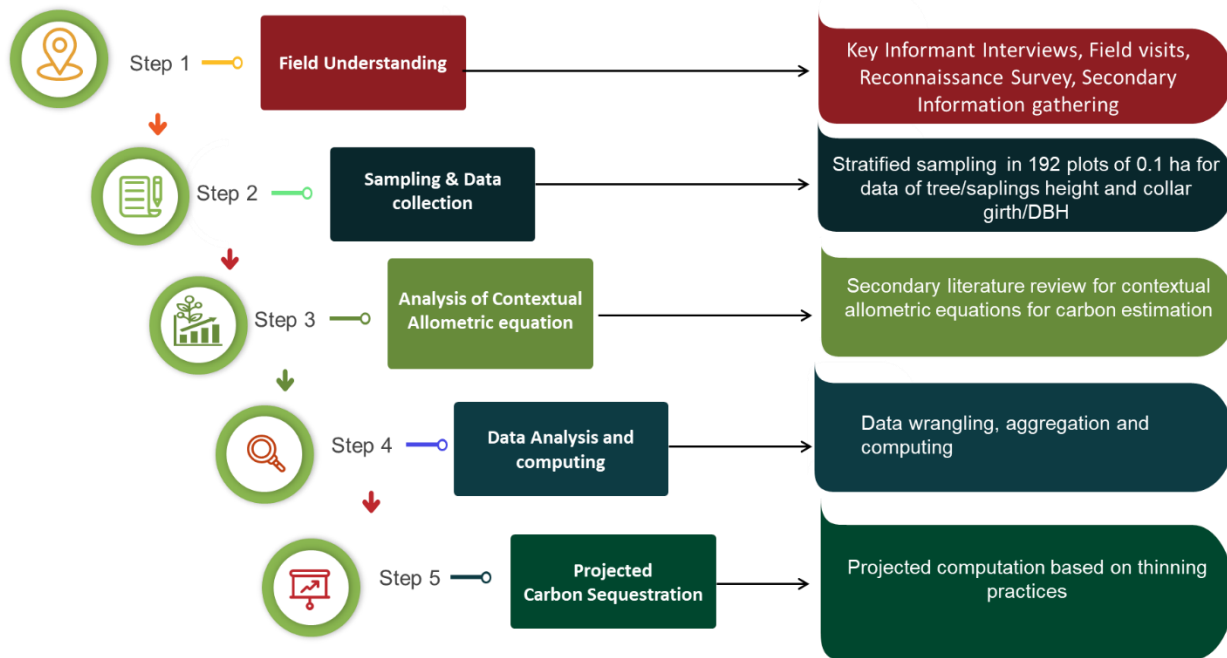 Step 1
Field Understanding
Key Informant Interviews, Field visits,
Reconnaissance Survey, Secondary
Information gathering
Step 2
Sampling & Data
collection
Stratified sampling in 192 plots of 0.1 ha for
data of tree/saplings height and collar
girth/DBH
Step 3
Analysis of Contextual
Allometric equation
Secondary literature review for contextual
allometric equations for carbon estimation
Step 4
Data Analysis and
computing
Data wrangling, aggregation and
computing
Step 5
Projected
Carbon Sequestration
Projected computation based on thinning
practices